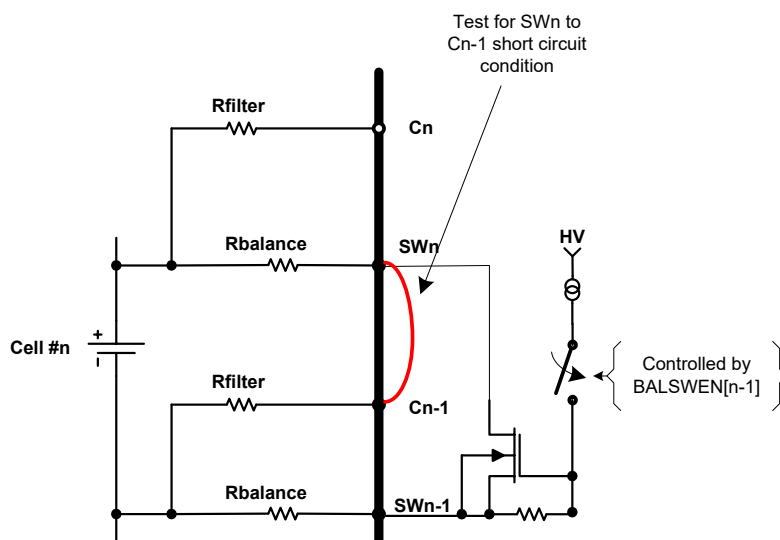 Test for SWn to
Cn-1 short circuit
condition
Rfilter
Cn
Rbalance
SWn
HV
Cell #n
+
-
Rfilter
Cn-1
Controlled by
BALSWEN[n-1]
Rbalance
SWn-1